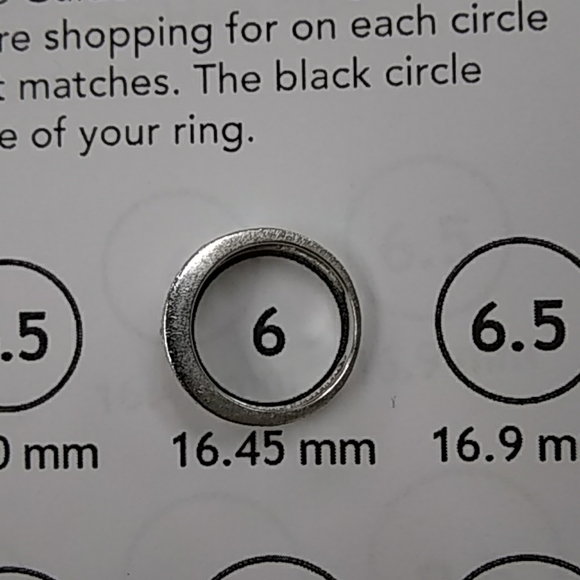 re shopping for on each circle
matches. The black circle
e of your ring.
.5 6 6.5
0 mm 16.45 mm 16.9 m